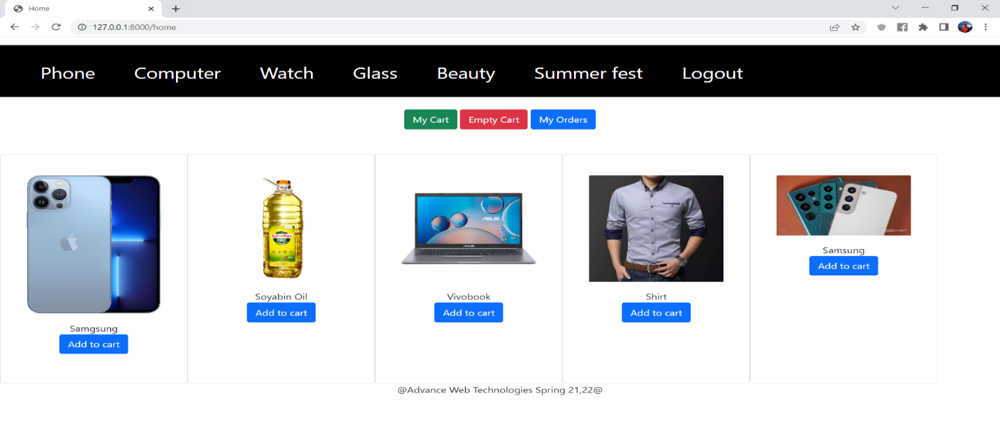 Home
127.0.0.1:8000/home
Phone Computer Watch Glass Beauty Summer fest Logout
My Cart Empty Cart My Orders
ASUS
ASUS
Samgsung
Add to cart
Soyabin Oil
Add to cart
Vivobook
Add to cart
Shirt
Add to cart
Samsung
Add to cart
@Advance Web Technologies Spring 21,22@